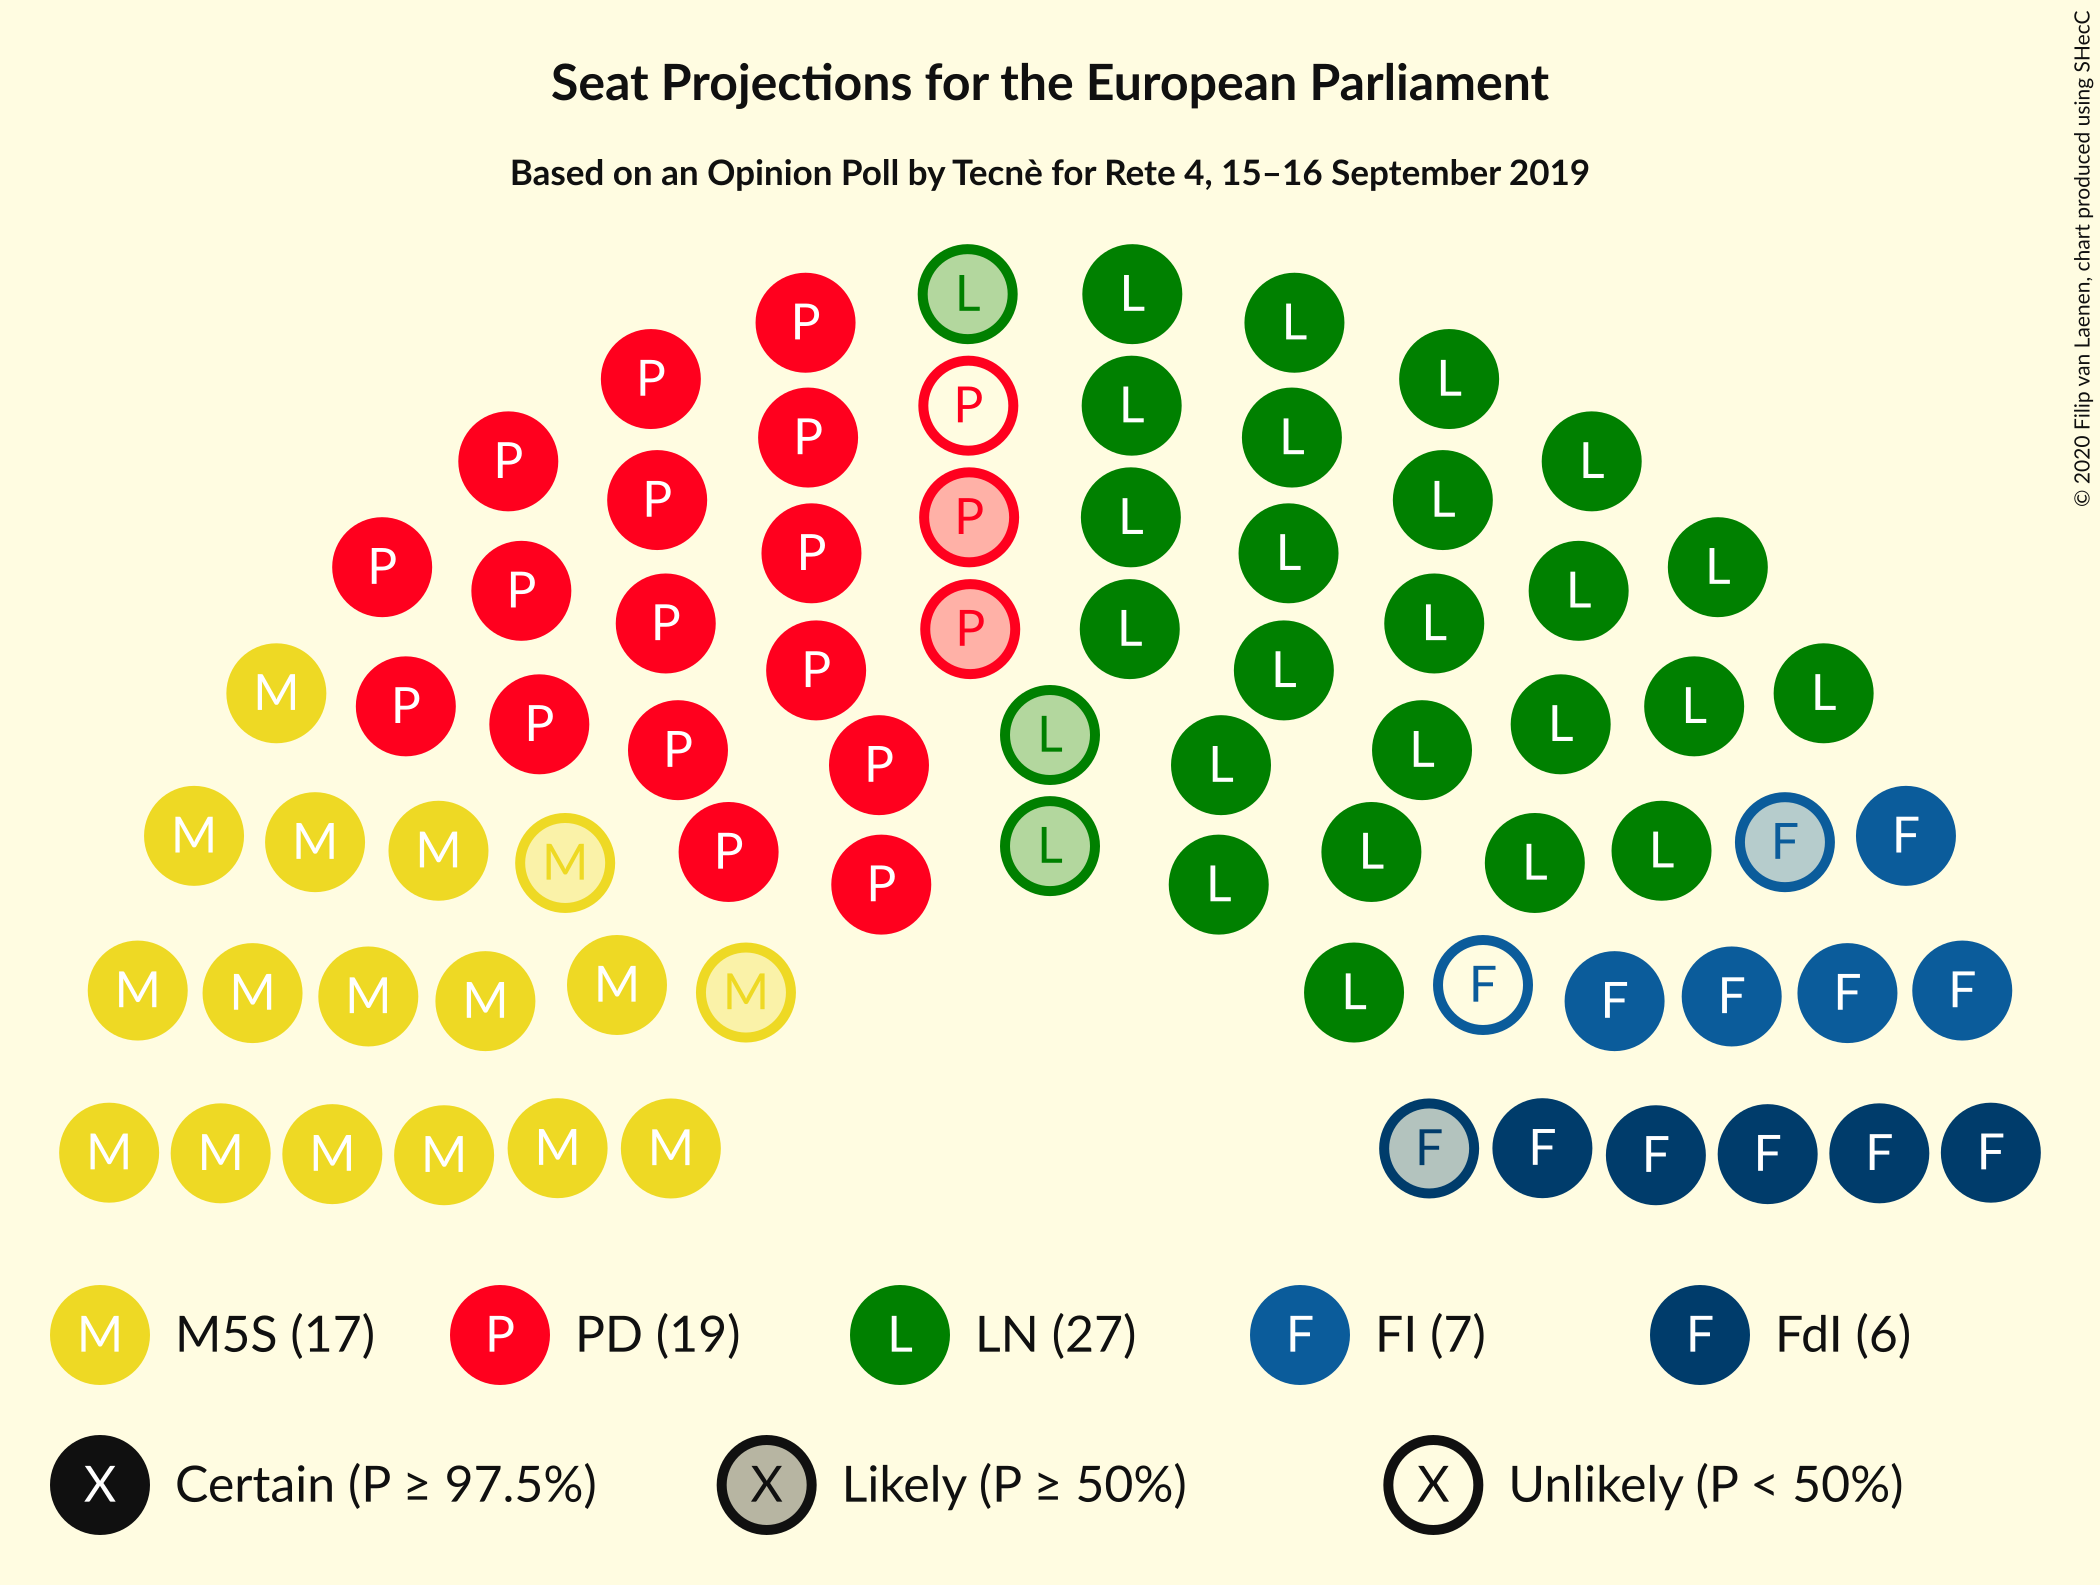 Seat Projections for the European Parliament
Based on an Opinion Poll by Tecnè for Rete 4, 15–16 September 2019
© 2020 Filip van Laenen, chart produced using SHecC
L L
P L L P
P P L L
P P L L P P
P L
P P L L
P P L L
P P L L
P P L L
P P L L
M M
P P L L
P P L L
P P L L
L
P L
M M F F
M M F L
L
M P L L
M M L
P L
M F
M M F F
M M L F
M M F F
M M F F
M M F F
M M M M F F F F
M5S (17) PD (19) LN (27) FI (7) FdI (6)
X Certain (P ≥ 97.5%) X Likely (P ≥ 50%) X Unlikely (P < 50%)